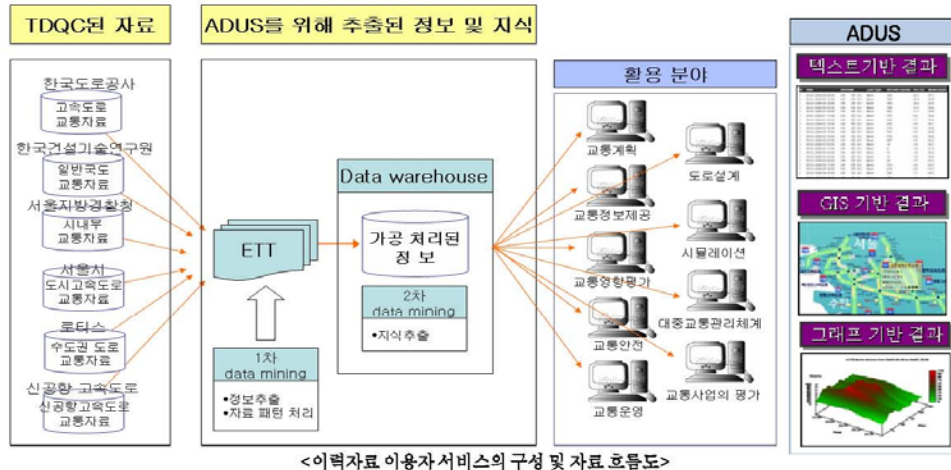 TDQC된 자료
한국도로공사
고속도로
교통자료
한국건설기술연구원
일반국도
교통자료
서울지방경찰청
시내부
교통자료
서울시
도시고속도로
교통자료
로티스
수도권 도로
교통자료
신공항 고속도로
신공항고속도로
교통자료
ADUS를 위해 추출된 정보 및 지식
ETT
1차
data mining
•정보추출
•자료 패턴 처리
Data warehouse
가공 처리된
정 보
2차
data mining
•지식추출
활용 분야
교통계획
도로설계
교통정보제공
시뮬레이션
교통영향평가
대중교통관리체계
교통안전
교통사업의 평가
교통운영
ADUS
텍스트기반 결과
GIS 기반 결과
그래프 기반 결과
<이력자료 이용자 서비스의 구성 및 자료 흐름도>